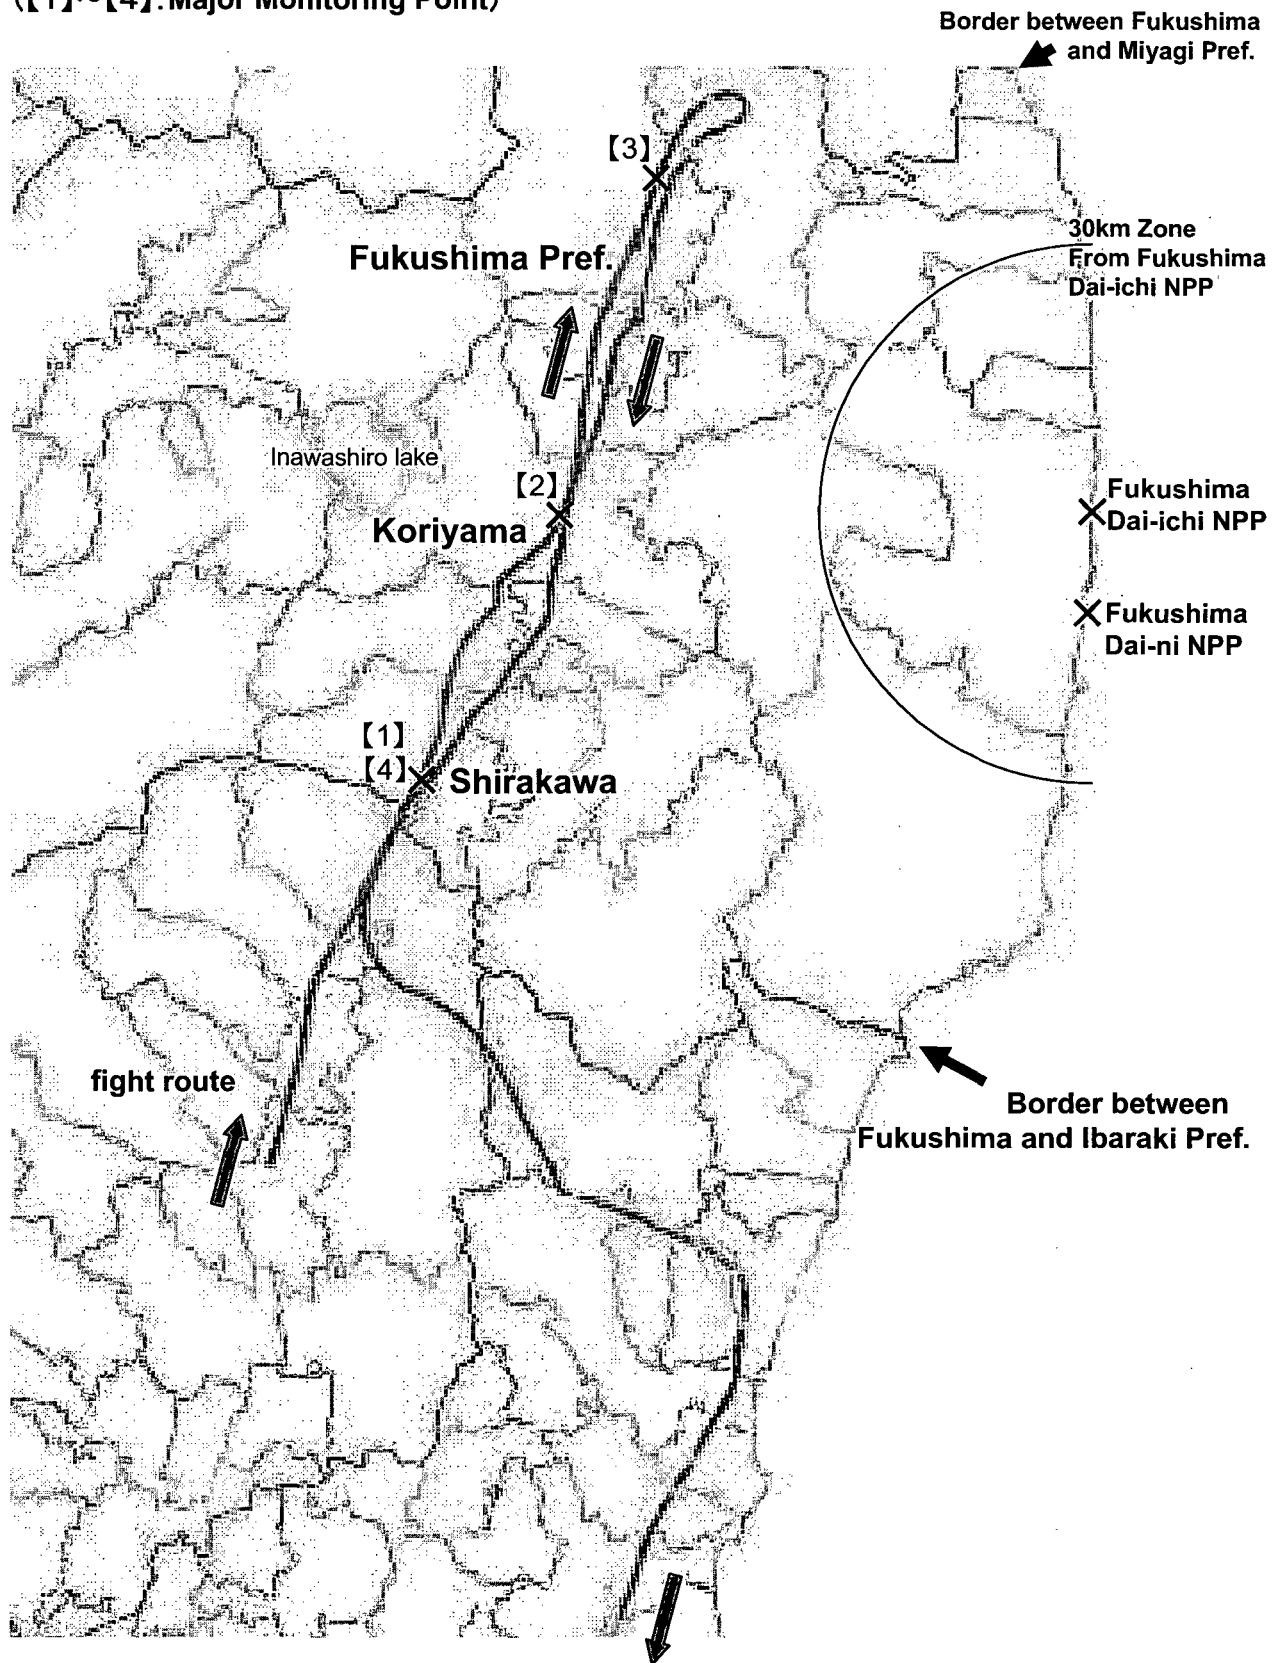 (【1】~【4】:Major Monitoring Point)
Border between Fukushima
and Miyagi Pref.
【3】
30km Zone
From Fukushima
Dai-ichi NPP
Fukushima Pref.
Inawashiro lake
【2】
Koriyama
Fukushima
Dai-ichi NPP
Fukushima
Dai-ni NPP
【1】
【4】
Shirakawa
fight route
Border between
Fukushima and Ibaraki Pref.